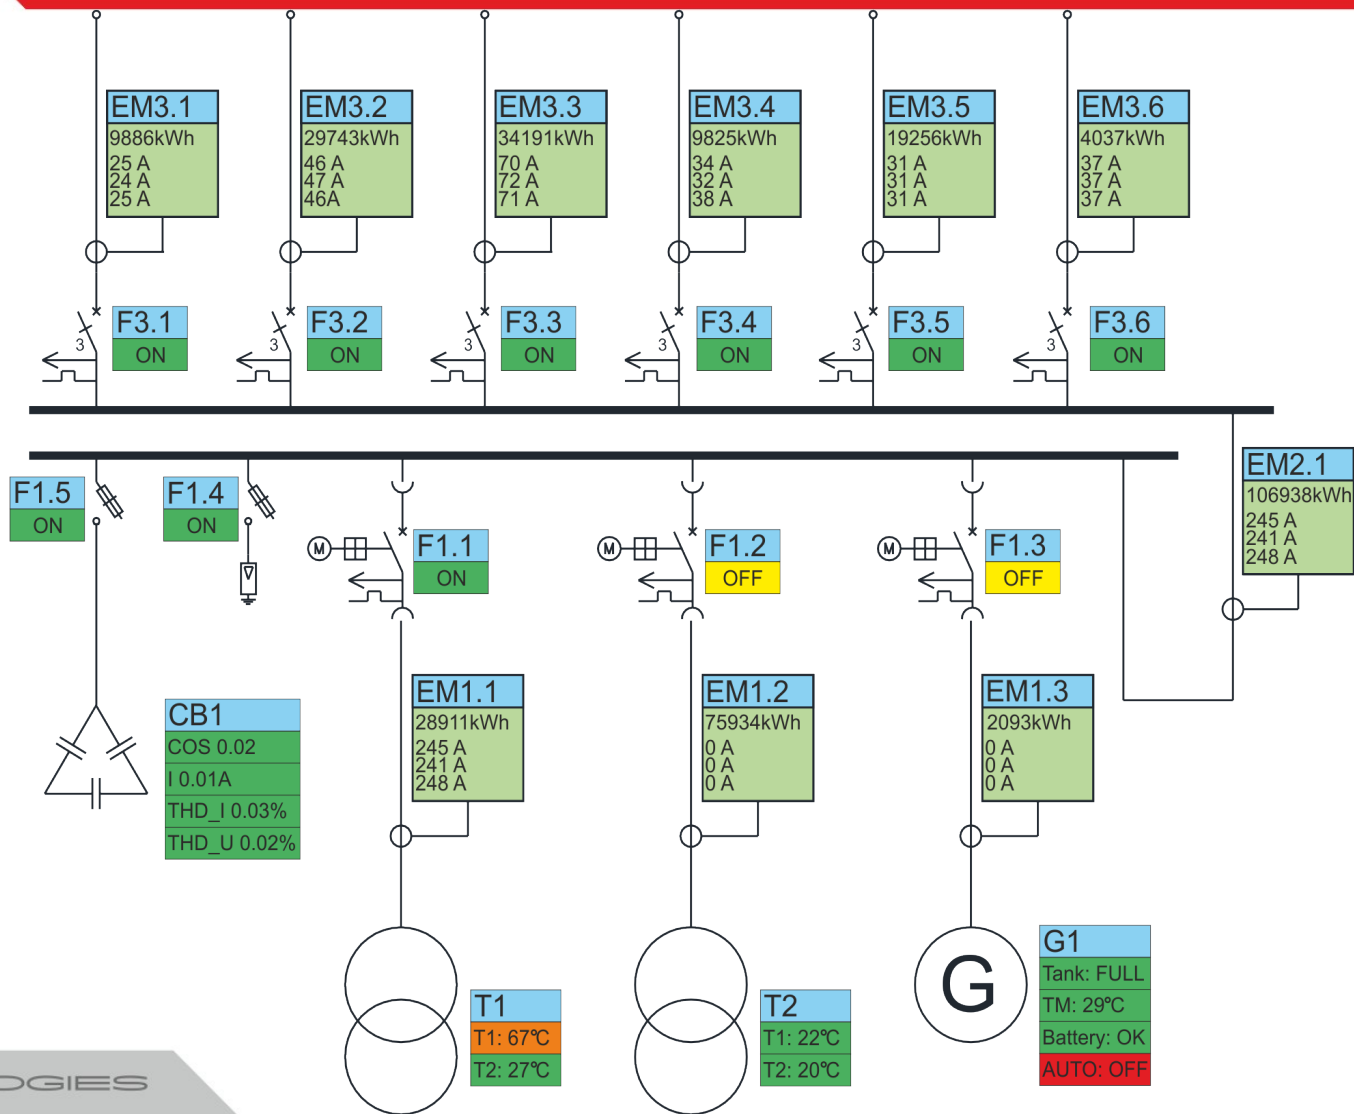 EM3.1
9886kWh
25 A
24 A
25 A
EM3.2
29743kWh
46 A
47 A
46A
EM3.3
34191kWh
70 A
72 A
71 A
EM3.4
9825kWh
34 A
32 A
38 A
EM3.5
19256kWh
31 A
31 A
31 A
EM3.6
4037kWh
37 A
37 A
37 A
3
F3.1
ON
3
F3.2
ON
3
F3.3
ON
3
F3.4
ON
3
F3.5
ON
3
F3.6
ON
F1.5
ON
F1.4
ON
M
F1.1
ON
M
F1.2
OFF
M
F1.3
OFF
EM2.1
106938kWh
245 A
241 A
248 A
CB1
COS 0.02
I 0.01A
THD_I 0.03%
THD_U 0.02%
EM1.1
28911kWh
245 A
241 A
248 A
EM1.2
75934kWh
0 A
0 A
0 A
EM1.3
2093kWh
0 A
0 A
0 A
T1
T1: 67℃
T2: 27℃
T2
T1: 22℃
T2: 20℃
G
G1
Tank: FULL
TM: 29℃
Battery: OK
AUTO: OFF
OGIES